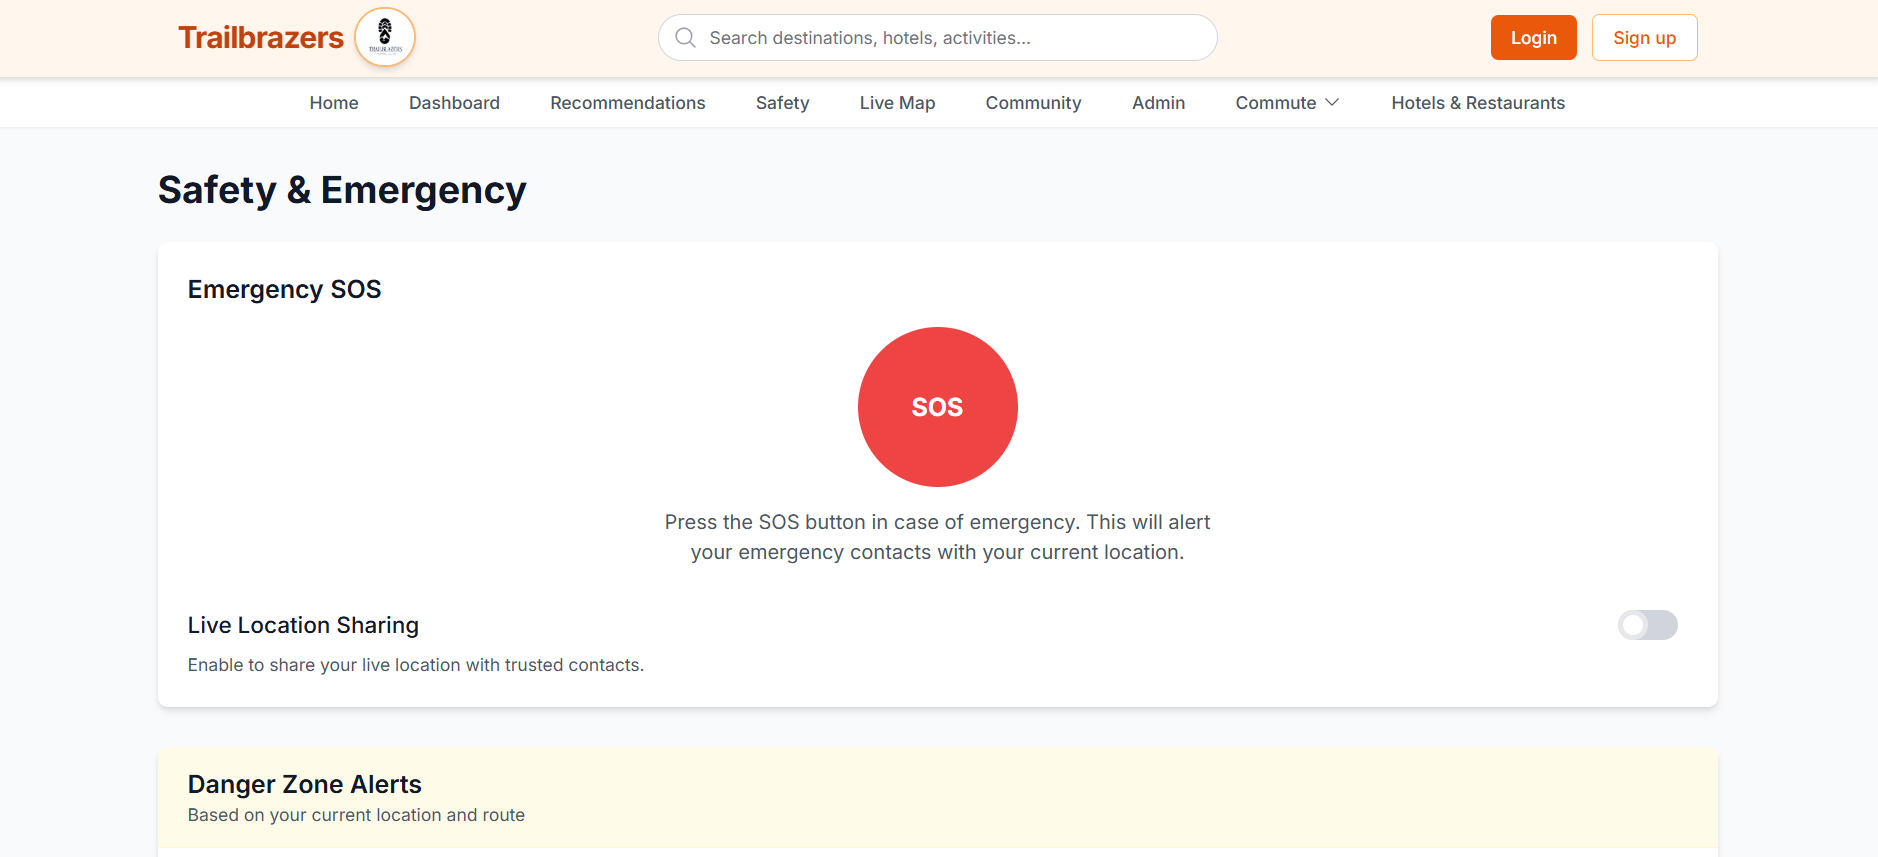 Trailbrazers
TRAILBLAZERS
Search destinations, hotels, activities...
Login
Sign up
Home
Dashboard
Recommendations
Safety
Live Map
Community
Admin
Commute
Hotels & Restaurants
Safety & Emergency
Emergency SOS
SOS
Press the SOS button in case of emergency. This will alert
your emergency contacts with your current location.
Live Location Sharing
Enable to share your live location with trusted contacts.
Danger Zone Alerts
Based on your current location and route